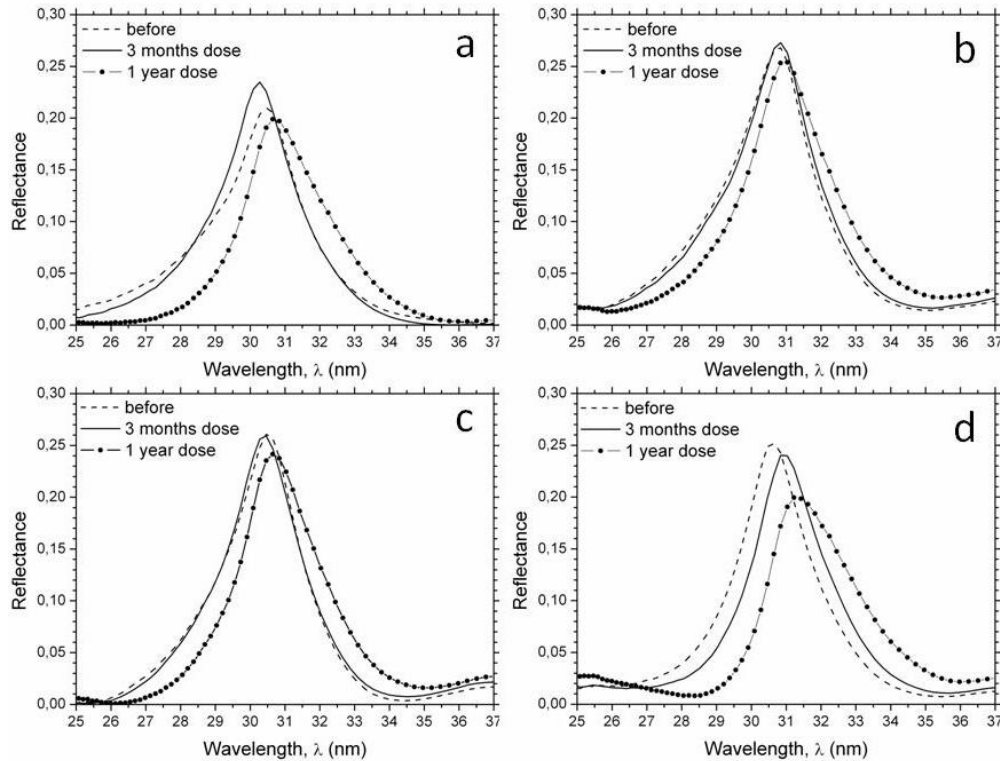 0,30
before
3 months dose
1 year dose
a
0,25
0,20
0,15
0,10
0,05
0,00
Reflectance
25 26 27 28 29 30 31 32 33 34 35 36 37
Wavelength, λ (nm)
0,30
before
3 months dose
1 year dose
b
0,25
0,20
0,15
0,10
0,05
0,00
Reflectance
25 26 27 28 29 30 31 32 33 34 35 36 37
Wavelength, λ (nm)
0,30
before
3 months dose
1 year dose
c
0,25
0,20
0,15
0,10
0,05
0,00
Reflectance
25 26 27 28 29 30 31 32 33 34 35 36 37
Wavelength, λ (nm)
0,30
before
3 months dose
1 year dose
d
0,25
0,20
0,15
0,10
0,05
0,00
Reflectance
25 26 27 28 29 30 31 32 33 34 35 36 37
Wavelength, λ (nm)